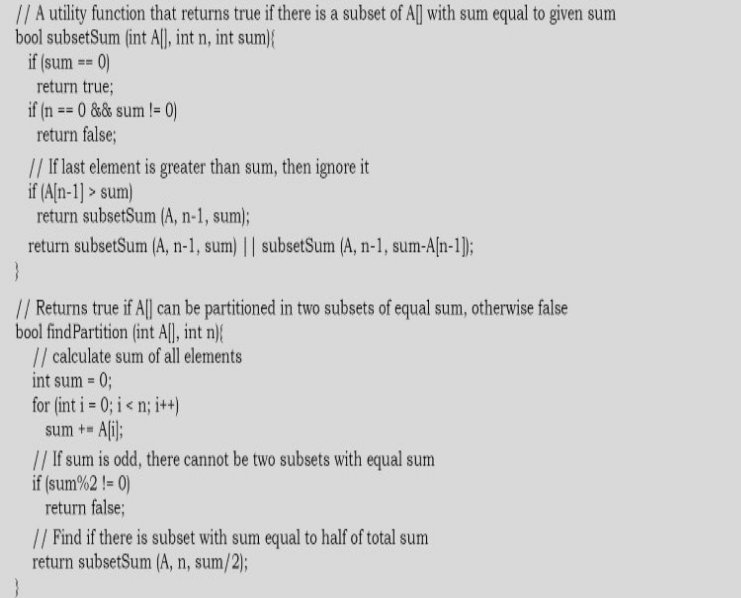 // A utility function that returns true if there is a subset of A[] with sum equal to given sum
bool subsetSum (int A[], int n, int sum){
if (sum == 0)
return true;
if (n == 0 && sum != 0)
return false;
// If last element is greater than sum, then ignore it
if (A[n-1] > sum)
return subsetSum (A, n-1, sum);
return subsetSum (A, n-1, sum) || subsetSum (A, n-1, sum-A[n-1]);
}
// Returns true if A[] can be partitioned in two subsets of equal sum, otherwise false
bool findPartition (int A[], int n){
// calculate sum of all elements
int sum = 0;
for (int i = 0; i < n; i++)
sum += A[i];
// If sum is odd, there cannot be two subsets with equal sum
if (sum%2 != 0)
return false;
// Find if there is subset with sum equal to half of total sum
return subsetSum (A, n, sum/2);
}